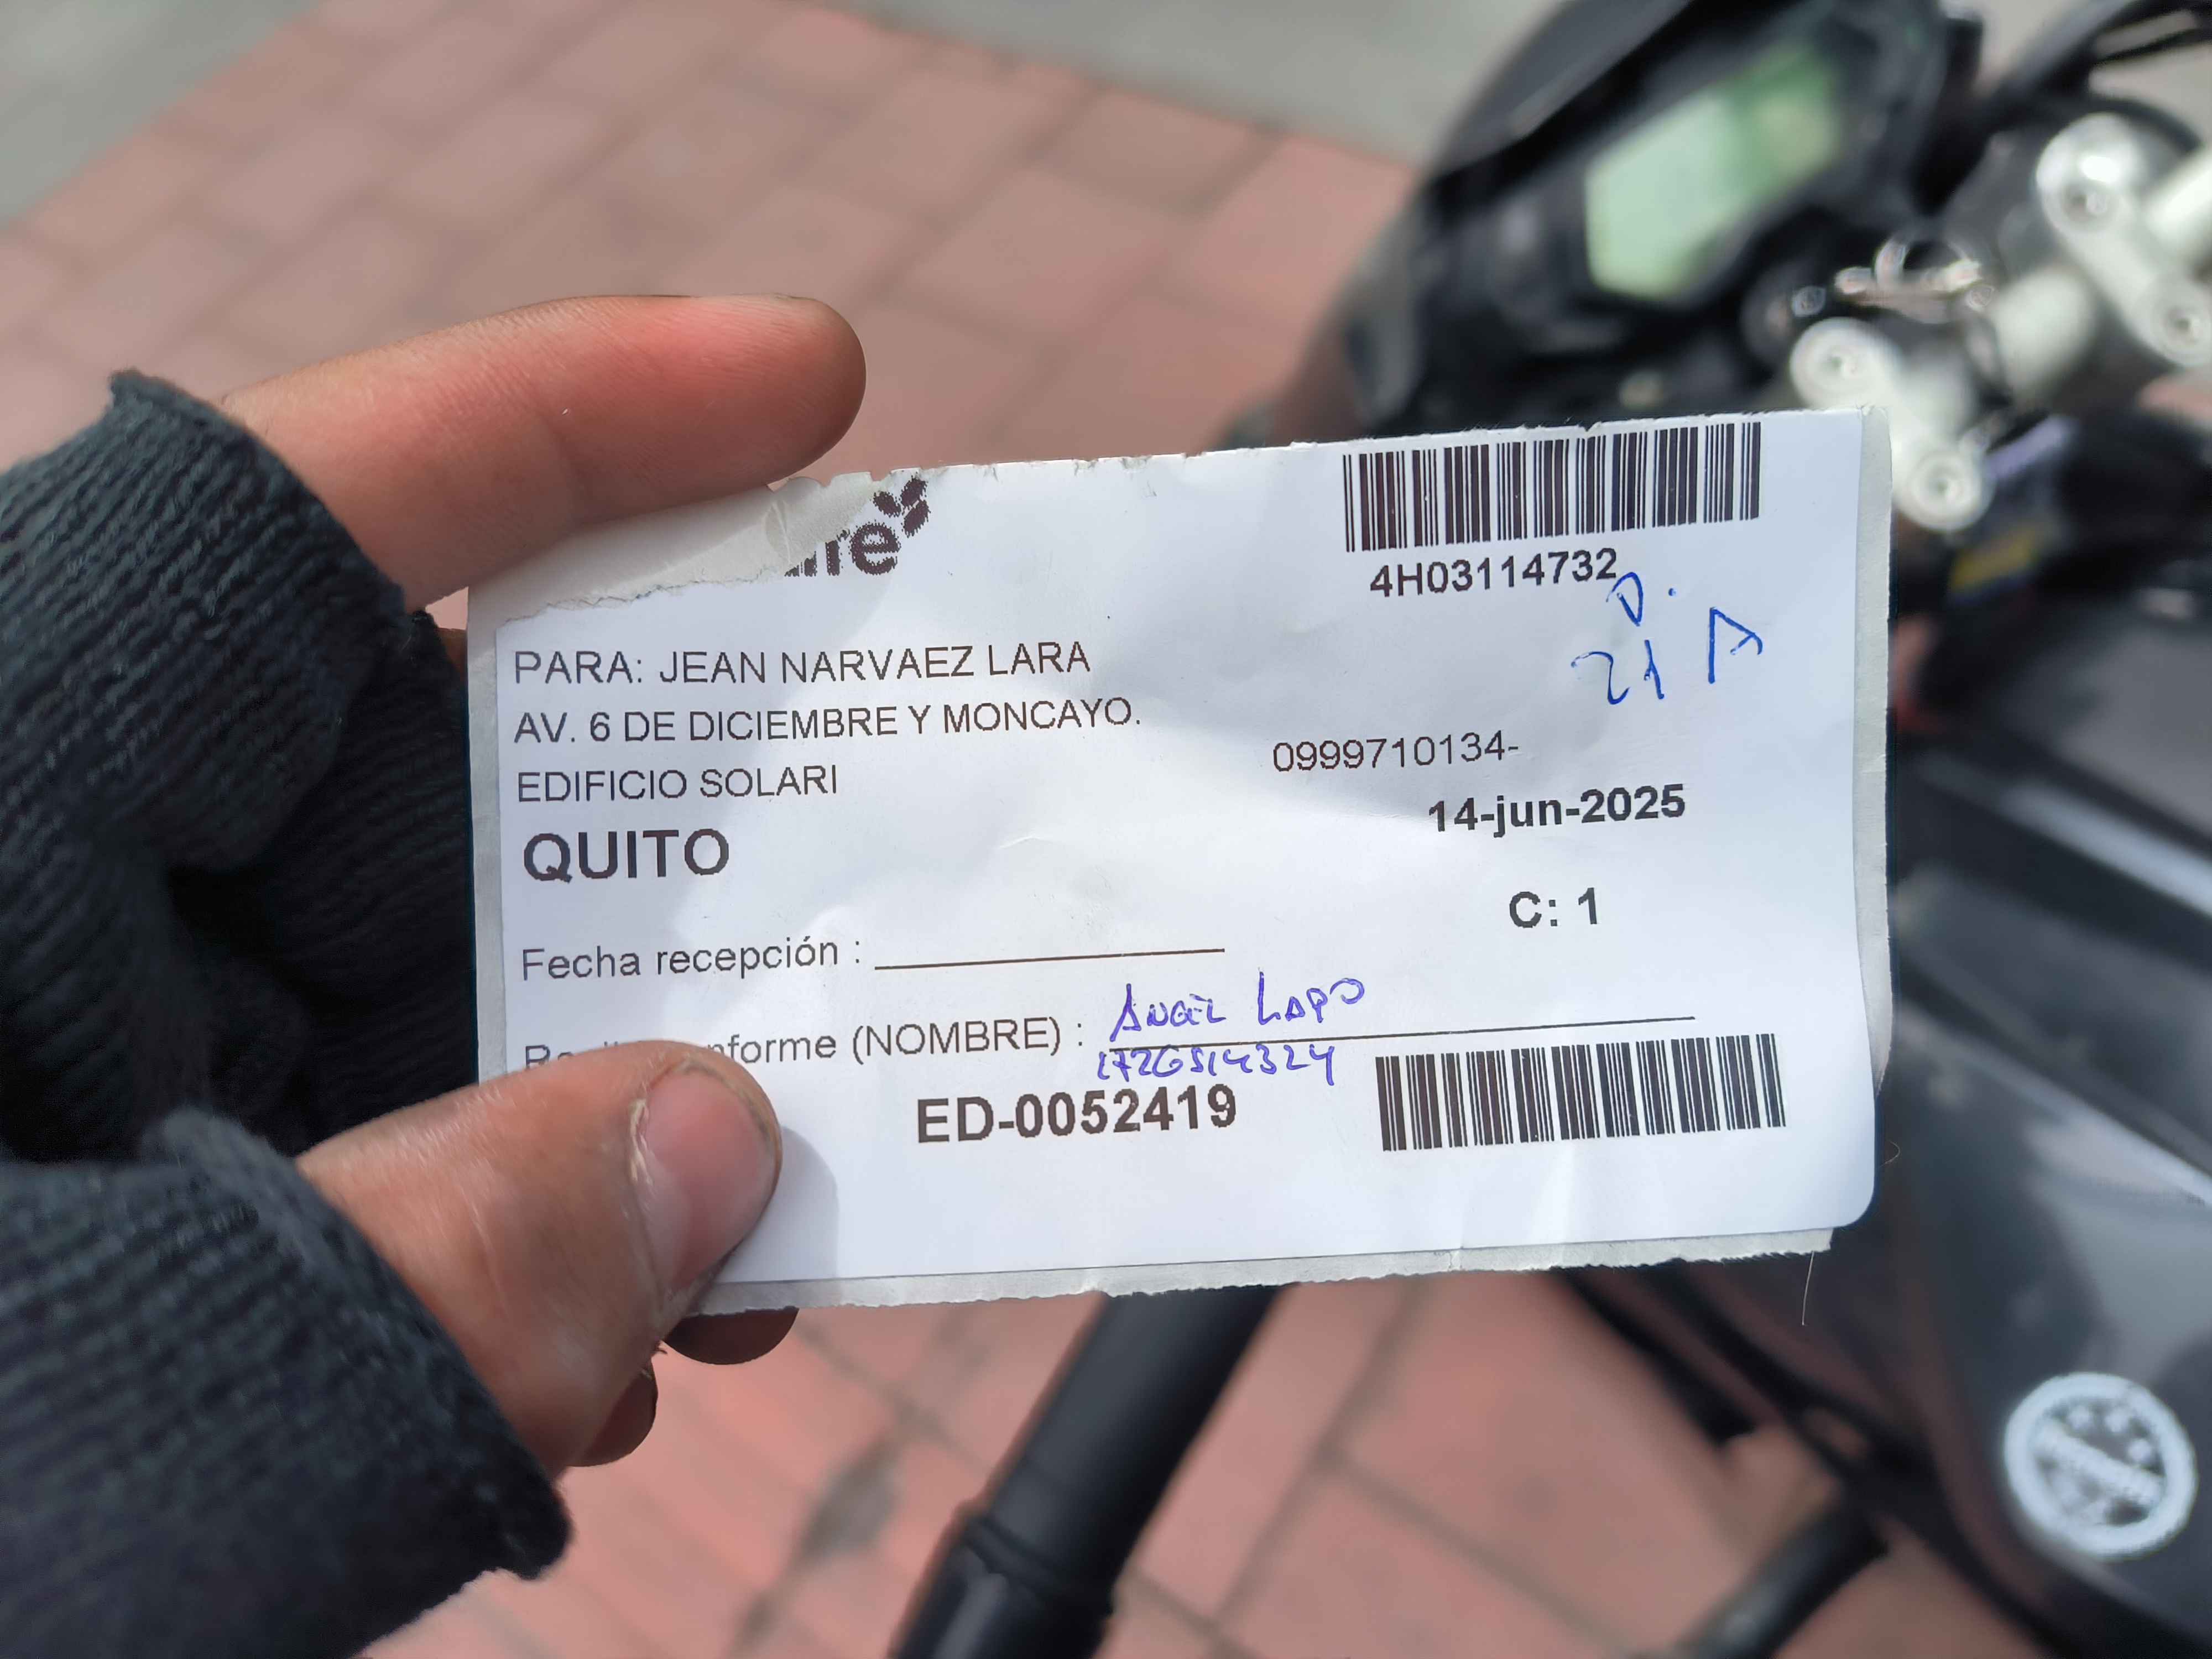 4H03114732
D.
21 A
PARA: JEAN NARVAEZ LARA
AV. 6 DE DICIEMBRE Y MONCAYO.
EDIFICIO SOLARI
0999710134-
QUITO
14-jun-2025
C: 1
Fecha recepción :
(NOMBRE) : ANGEL LAPO
1726514324
ED-0052419